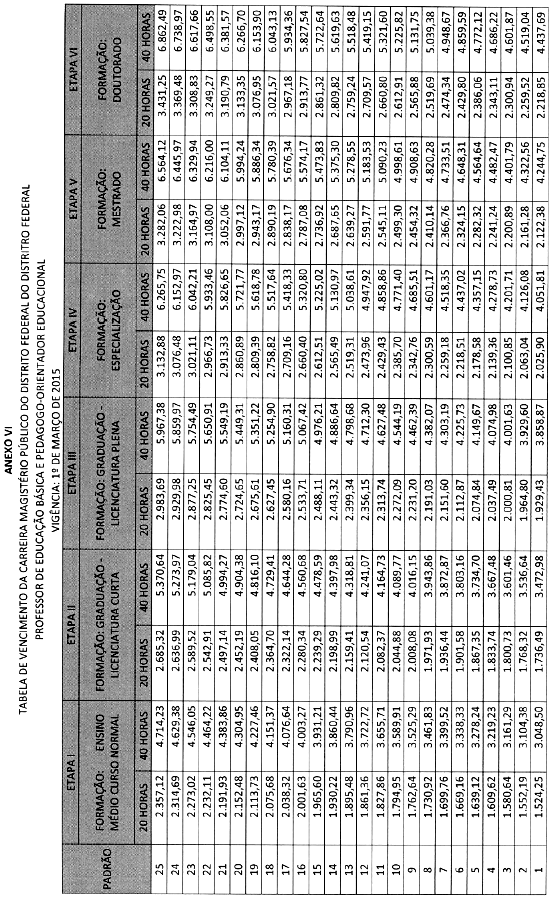 ANEXO VI
TABELA DE VENCIMENTO DA CARREIRA MAGISTÉRIO PÚBLICO DO DISTRITO FEDERAL DO DISTRITRO FEDERAL
PROFESSOR DE EDUCAÇÃO BÁSICA E PEDAGOGO-ORIENTADOR EDUCACIONAL
VIGÊNCIA: 1º DE MARÇO DE 2015
PADRÃO ETAPA I ETAPA II ETAPA III ETAPA IV ETAPA V ETAPA VI
FORMAÇÃO: ENSINO MÉDIO CURSO NORMAL FORMAÇÃO: GRADUAÇÃO - LICENCIATURA CURTA FORMAÇÃO: GRADUAÇÃO - LICENCIATURA PLENA FORMAÇÃO: ESPECIALIZAÇÃO FORMAÇÃO: MESTRADO FORMAÇÃO: DOUTORADO
20 HORAS 40 HORAS 20 HORAS 40 HORAS 20 HORAS 40 HORAS 20 HORAS 40 HORAS 20 HORAS 40 HORAS 20 HORAS 40 HORAS
25 2.357,12 4.714,23 2.685,32 5.370,64 2.983,69 5.967,38 3.132,88 6.265,75 3.282,06 6.564,12 3.431,25 6.862,49
24 2.314,69 4.629,38 2.636,99 5.273,97 2.929,98 5.859,97 3.076,48 6.152,97 3.222,98 6.445,97 3.369,48 6.738,97
23 2.273,02 4.546,05 2.589,52 5.179,04 2.877,25 5.754,49 3.021,11 6.042,21 3.164,97 6.329,94 3.308,83 6.617,66
22 2.232,11 4.464,22 2.542,91 5.085,82 2.825,45 5.650,91 2.966,73 5.933,46 3.108,00 6.216,00 3.249,27 6.498,55
21 2.191,93 4.383,86 2.497,14 4.994,27 2.774,60 5.549,19 2.913,33 5.826,65 3.052,06 6.104,11 3.190,79 6.381,57
20 2.152,48 4.304,95 2.452,19 4.904,38 2.724,65 5.449,31 2.860,89 5.721,77 2.997,12 5.994,24 3.133,35 6.266,70
19 2.113,73 4.227,46 2.408,05 4.816,10 2.675,61 5.351,22 2.809,39 5.618,78 2.943,17 5.886,34 3.076,95 6.153,90
18 2.075,68 4.151,37 2.364,70 4.729,41 2.627,45 5.254,90 2.758,82 5.517,64 2.890,19 5.780,39 3.021,57 6.043,13
17 2.038,32 4.076,64 2.322,14 4.644,28 2.580,16 5.160,31 2.709,16 5.418,33 2.838,17 5.676,34 2.967,18 5.934,36
16 2.001,63 4.003,27 2.280,34 4.560,68 2.533,71 5.067,42 2.660,40 5.320,80 2.787,08 5.574,17 2.913,77 5.827,54
15 1.965,60 3.931,21 2.239,29 4.478,59 2.488,11 4.976,21 2.612,51 5.225,02 2.736,92 5.473,83 2.861,32 5.722,64
14 1.930,22 3.860,44 2.198,99 4.397,98 2.443,32 4.886,64 2.565,49 5.130,97 2.687,65 5.375,30 2.809,82 5.619,63
13 1.895,48 3.790,96 2.159,41 4.318,81 2.399,34 4.798,68 2.519,31 5.038,61 2.639,27 5.278,55 2.759,24 5.518,48
12 1.861,36 3.722,72 2.120,54 4.241,07 2.356,15 4.712,30 2.473,96 4.947,92 2.591,77 5.183,53 2.709,57 5.419,15
11 1.827,86 3.655,71 2.082,37 4.164,73 2.313,74 4.627,48 2.429,43 4.858,86 2.545,11 5.090,23 2.660,80 5.321,60
10 1.794,95 3.589,91 2.044,88 4.089,77 2.272,09 4.544,19 2.385,70 4.771,40 2.499,30 4.998,61 2.612,91 5.225,82
9 1.762,64 3.525,29 2.008,08 4.016,15 2.231,20 4.462,39 2.342,76 4.685,51 2.454,32 4.908,63 2.565,88 5.131,75
8 1.730,92 3.461,83 1.971,93 3.943,86 2.191,03 4.382,07 2.300,59 4.601,17 2.410,14 4.820,28 2.519,69 5.039,38
7 1.699,76 3.399,52 1.936,44 3.872,87 2.151,60 4.303,19 2.259,18 4.518,35 2.366,76 4.733,51 2.474,34 4.948,67
6 1.669,16 3.338,33 1.901,58 3.803,16 2.112,87 4.225,73 2.218,51 4.437,02 2.324,15 4.648,31 2.429,80 4.859,59
5 1.639,12 3.278,24 1.867,35 3.734,70 2.074,84 4.149,67 2.178,58 4.357,15 2.282,32 4.564,64 2.386,06 4.772,12
4 1.609,62 3.219,23 1.833,74 3.667,48 2.037,49 4.074,98 2.139,36 4.278,73 2.241,24 4.482,47 2.343,11 4.686,22
3 1.580,64 3.161,29 1.800,73 3.601,46 2.000,81 4.001,63 2.100,85 4.201,71 2.200,89 4.401,79 2.300,94 4.601,87
2 1.552,19 3.104,38 1.768,32 3.536,64 1.964,80 3.929,60 2.063,04 4.126,08 2.161,28 4.322,56 2.259,52 4.519,04
1 1.524,25 3.048,50 1.736,49 3.472,98 1.929,43 3.858,87 2.025,90 4.051,81 2.122,38 4.244,75 2.218,85 4.437,69